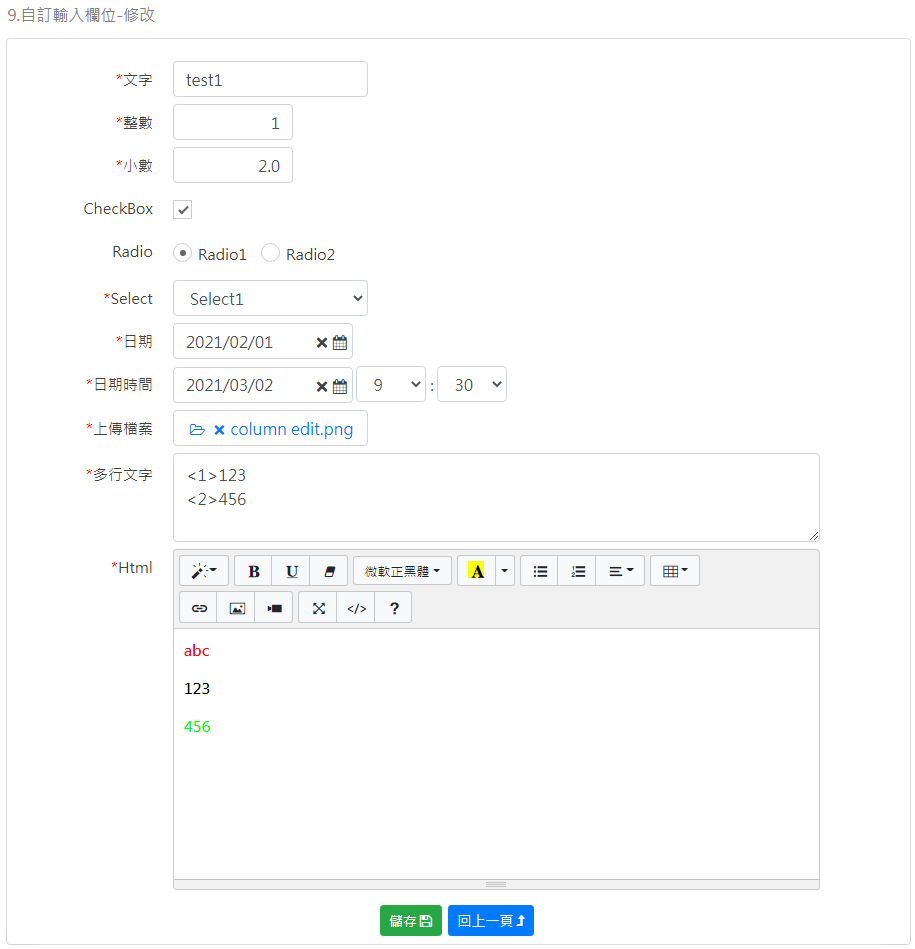 9.自訂輸入欄位-修改
*文字 test1
*整數 1
*小數 2.0
CheckBox
Radio Radio1 Radio2
*Select Select1
*日期 2021/02/01
*日期時間 2021/03/02 9 : 30
*上傳檔案 column edit.png
*多行文字 <1>123
<2>456
*Html B U 微軟正黑體 A
</> ?
abc
123
456
儲存 回上一頁